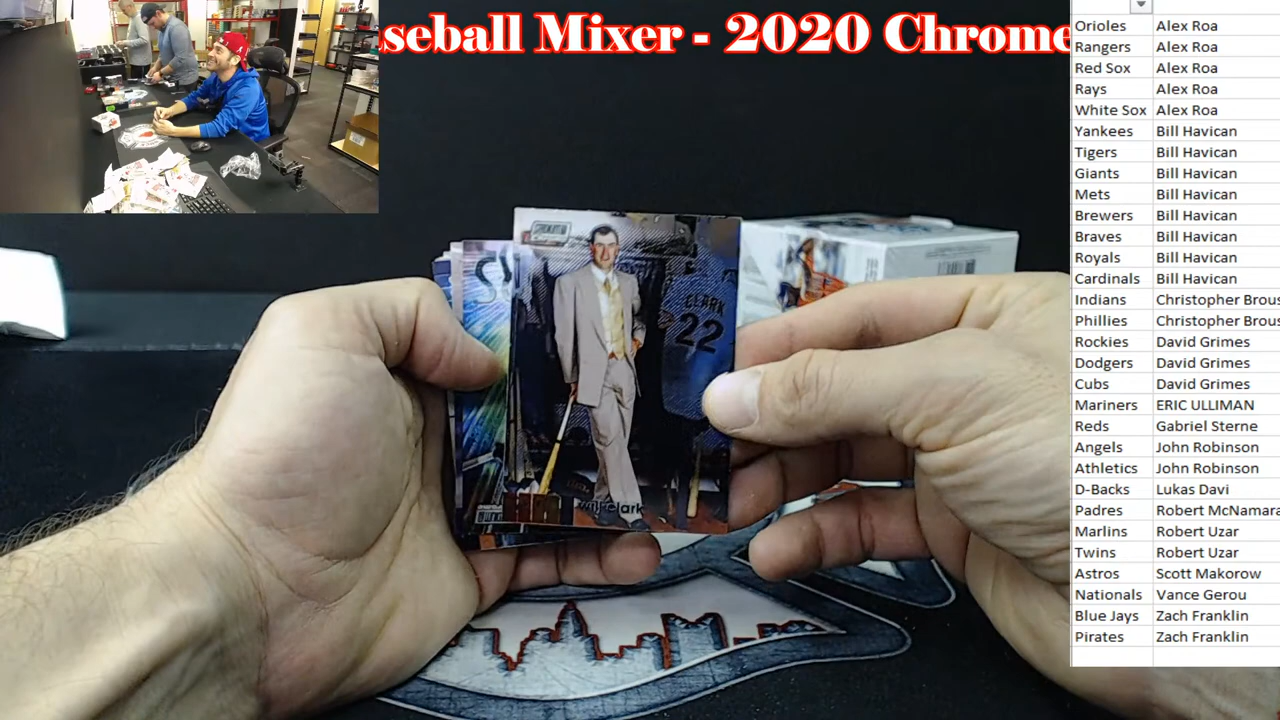 seball Mixer - 2020 Chrome
Orioles Alex Roa
Rangers Alex Roa
Red Sox Alex Roa
Rays Alex Roa
White Sox Alex Roa
Yankees Bill Havican
Tigers Bill Havican
Giants Bill Havican
Mets Bill Havican
Brewers Bill Havican
Braves Bill Havican
Royals Bill Havican
Cardinals Bill Havican
Indians Christopher Brous
Phillies Christopher Brous
Rockies David Grimes
Dodgers David Grimes
Cubs David Grimes
Mariners ERIC ULLIMAN
Reds Gabriel Sterne
Angels John Robinson
Athletics John Robinson
D-Backs Lukas Davi
Padres Robert McNamara
Marlins Robert Uzar
Twins Robert Uzar
Astros Scott Makorow
Nationals Vance Gerou
Blue Jays Zach Franklin
Pirates Zach Franklin
CLARK
22
will clark